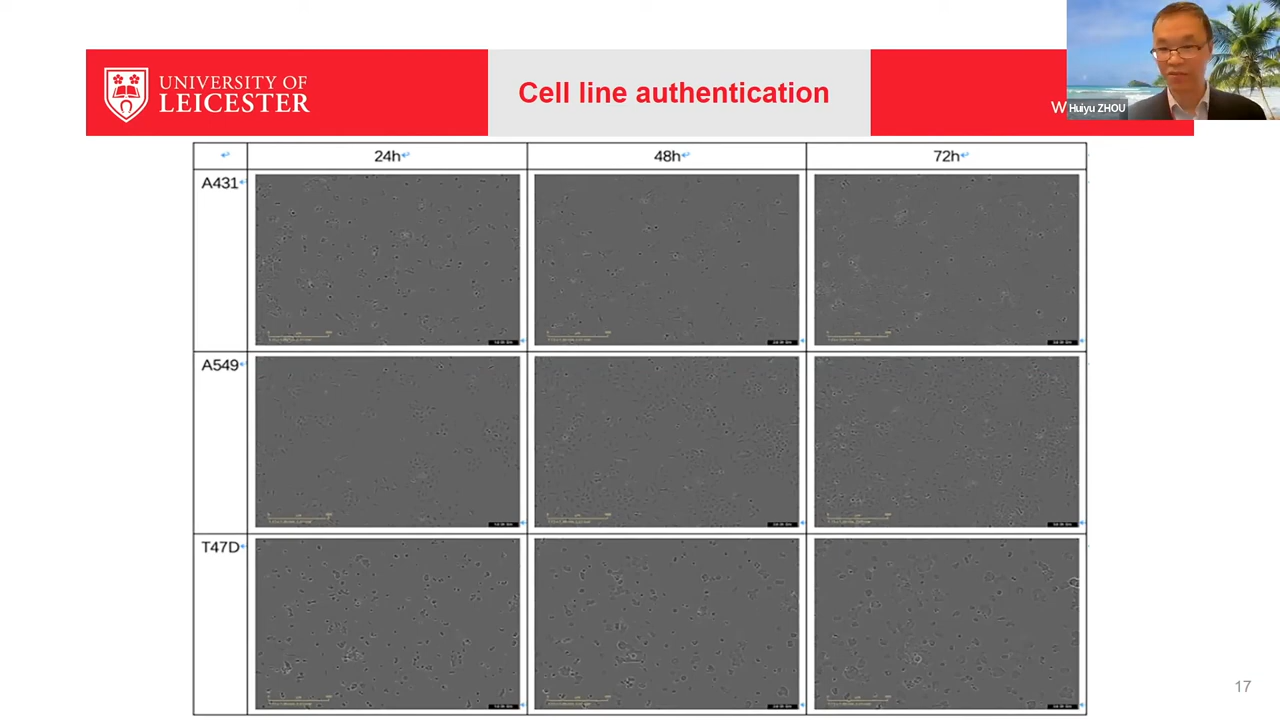 UNIVERSITY OF
LEICESTER
Cell line authentication
W
Huiyu ZHOU
24h
48h
72h
A431
A549
T47D
17